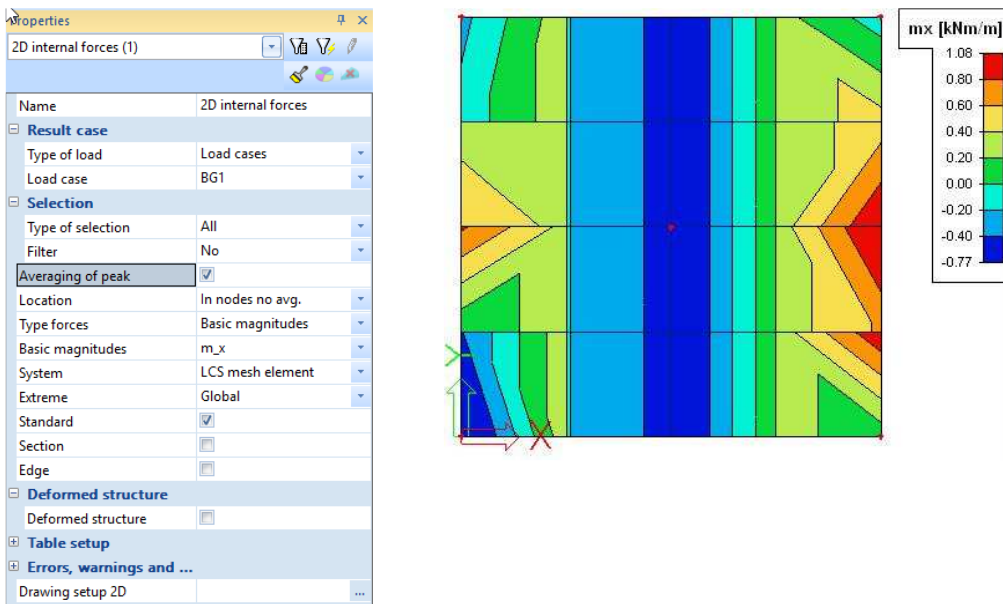 Properties
2D internal forces (1)
Name 2D internal forces
Result case
Type of load Load cases
Load case BG1
Selection
Type of selection All
Filter No
Averaging of peak
Location In nodes no avg.
Type forces Basic magnitudes
Basic magnitudes m_x
System LCS mesh element
Extreme Global
Standard
Section
Edge
Deformed structure
Deformed structure
Table setup
Errors, warnings and ...
Drawing setup 2D ...
mx [kNm/m]
1.08
0.80
0.60
0.40
0.20
0.00
-0.20
-0.40
-0.77
X
Y